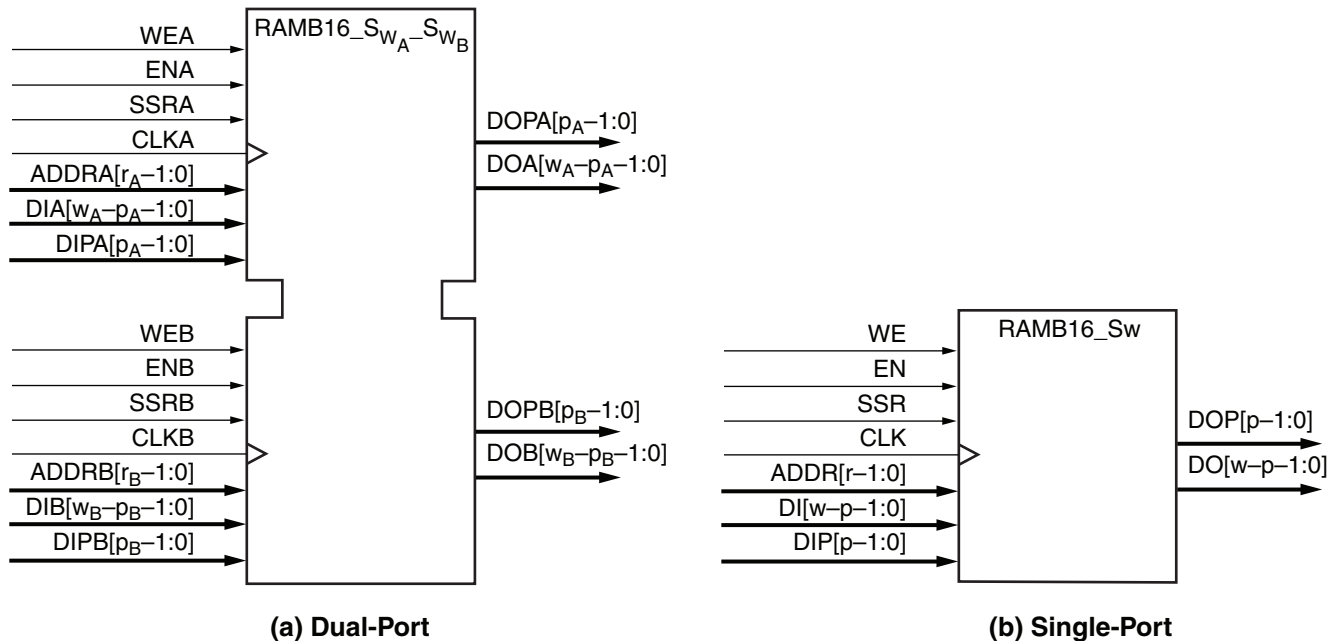 RAMB16_SWA_SWB
WEA
ENA
SSRA
CLKA
ADDRA[rA–1:0]
DIA[wA–pA–1:0]
DIPA[pA–1:0]
DOPA[pA–1:0]
DOA[wA–pA–1:0]
WEB
ENB
SSRB
CLKB
ADDRB[rB–1:0]
DIB[wB–pB–1:0]
DIPB[pB–1:0]
DOPB[pB–1:0]
DOB[wB–pB–1:0]
(a) Dual-Port
RAMB16_Sw
WE
EN
SSR
CLK
ADDR[r–1:0]
DI[w–p–1:0]
DIP[p–1:0]
DOP[p–1:0]
DO[w–p–1:0]
(b) Single-Port